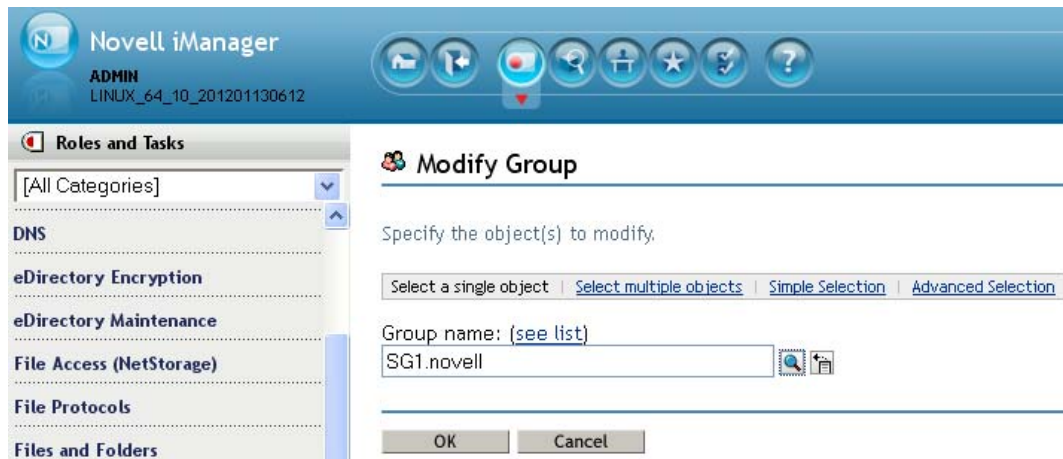 Novell iManager
ADMIN
LINUX_64_10_201201130612
Roles and Tasks
[All Categories]
DNS
eDirectory Encryption
eDirectory Maintenance
File Access (NetStorage)
File Protocols
Files and Folders
Modify Group
Specify the object(s) to modify.
Select a single object | Select multiple objects | Simple Selection | Advanced Selection
Group name: (see list)
SG1.novell
OK Cancel